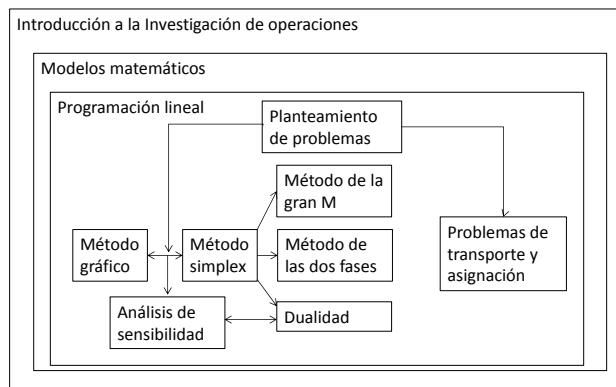 Introducción a la Investigación de operaciones
Modelos matemáticos
Programación lineal
Planteamiento
de problemas
Método de la
gran M
Método
gráfico
Método
simplex
Método de
las dos fases
Problemas de
transporte y
asignación
Análisis de
sensibilidad
Dualidad